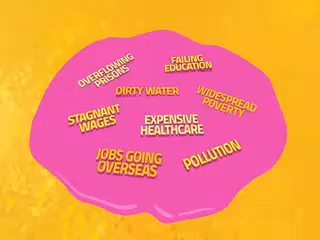 OVERFLOWING
PRISONS
FAILING
EDUCATION
DIRTY WATER
WIDESPREAD
POVERTY
STAGNANT
WAGES
EXPENSIVE
HEALTHCARE
JOBS GOING
OVERSEAS
POLLUTION